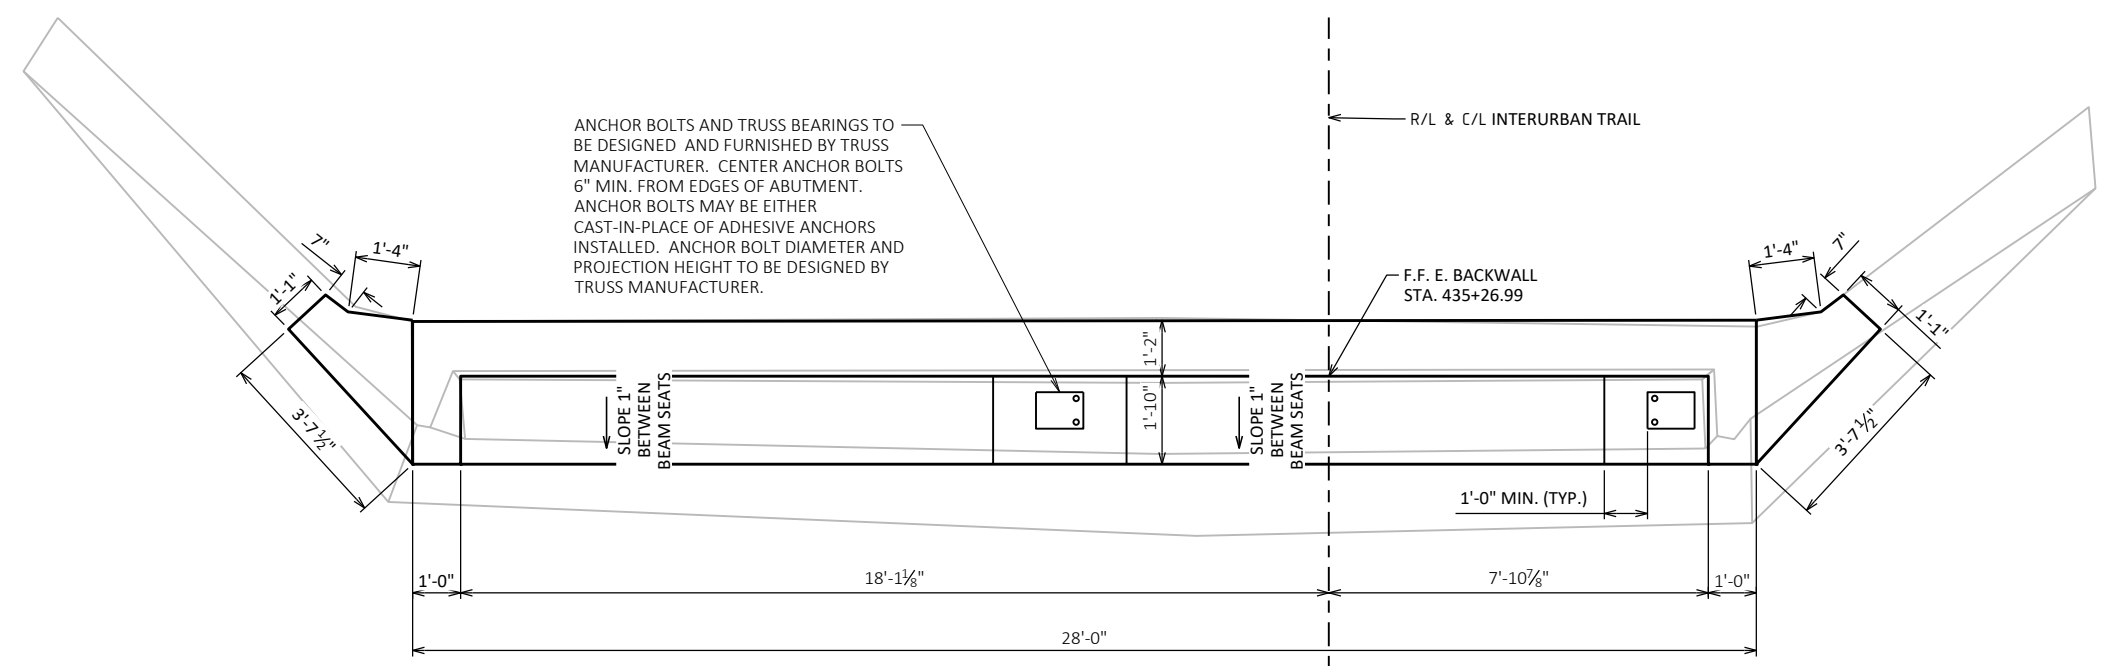 ANCHOR BOLTS AND TRUSS BEARINGS TO
BE DESIGNED AND FURNISHED BY TRUSS
MANUFACTURER. CENTER ANCHOR BOLTS
6" MIN. FROM EDGES OF ABUTMENT.
ANCHOR BOLTS MAY BE EITHER
CAST-IN-PLACE OF ADHESIVE ANCHORS
INSTALLED. ANCHOR BOLT DIAMETER AND
PROJECTION HEIGHT TO BE DESIGNED BY
TRUSS MANUFACTURER.
R/L & C/L INTERURBAN TRAIL
F.F. E. BACKWALL
STA. 435+26.99
7"
1'-4"
1'-1"
3'-7½"
1'-4"
7"
1'-1"
3'-7½"
1'-2"
1'-10"
SLOPE 1"
BETWEEN
BEAM SEATS
SLOPE 1"
BETWEEN
BEAM SEATS
1'-0" MIN. (TYP.)
1'-0"
18'-1⅛"
7'-10⅞"
1'-0"
28'-0"